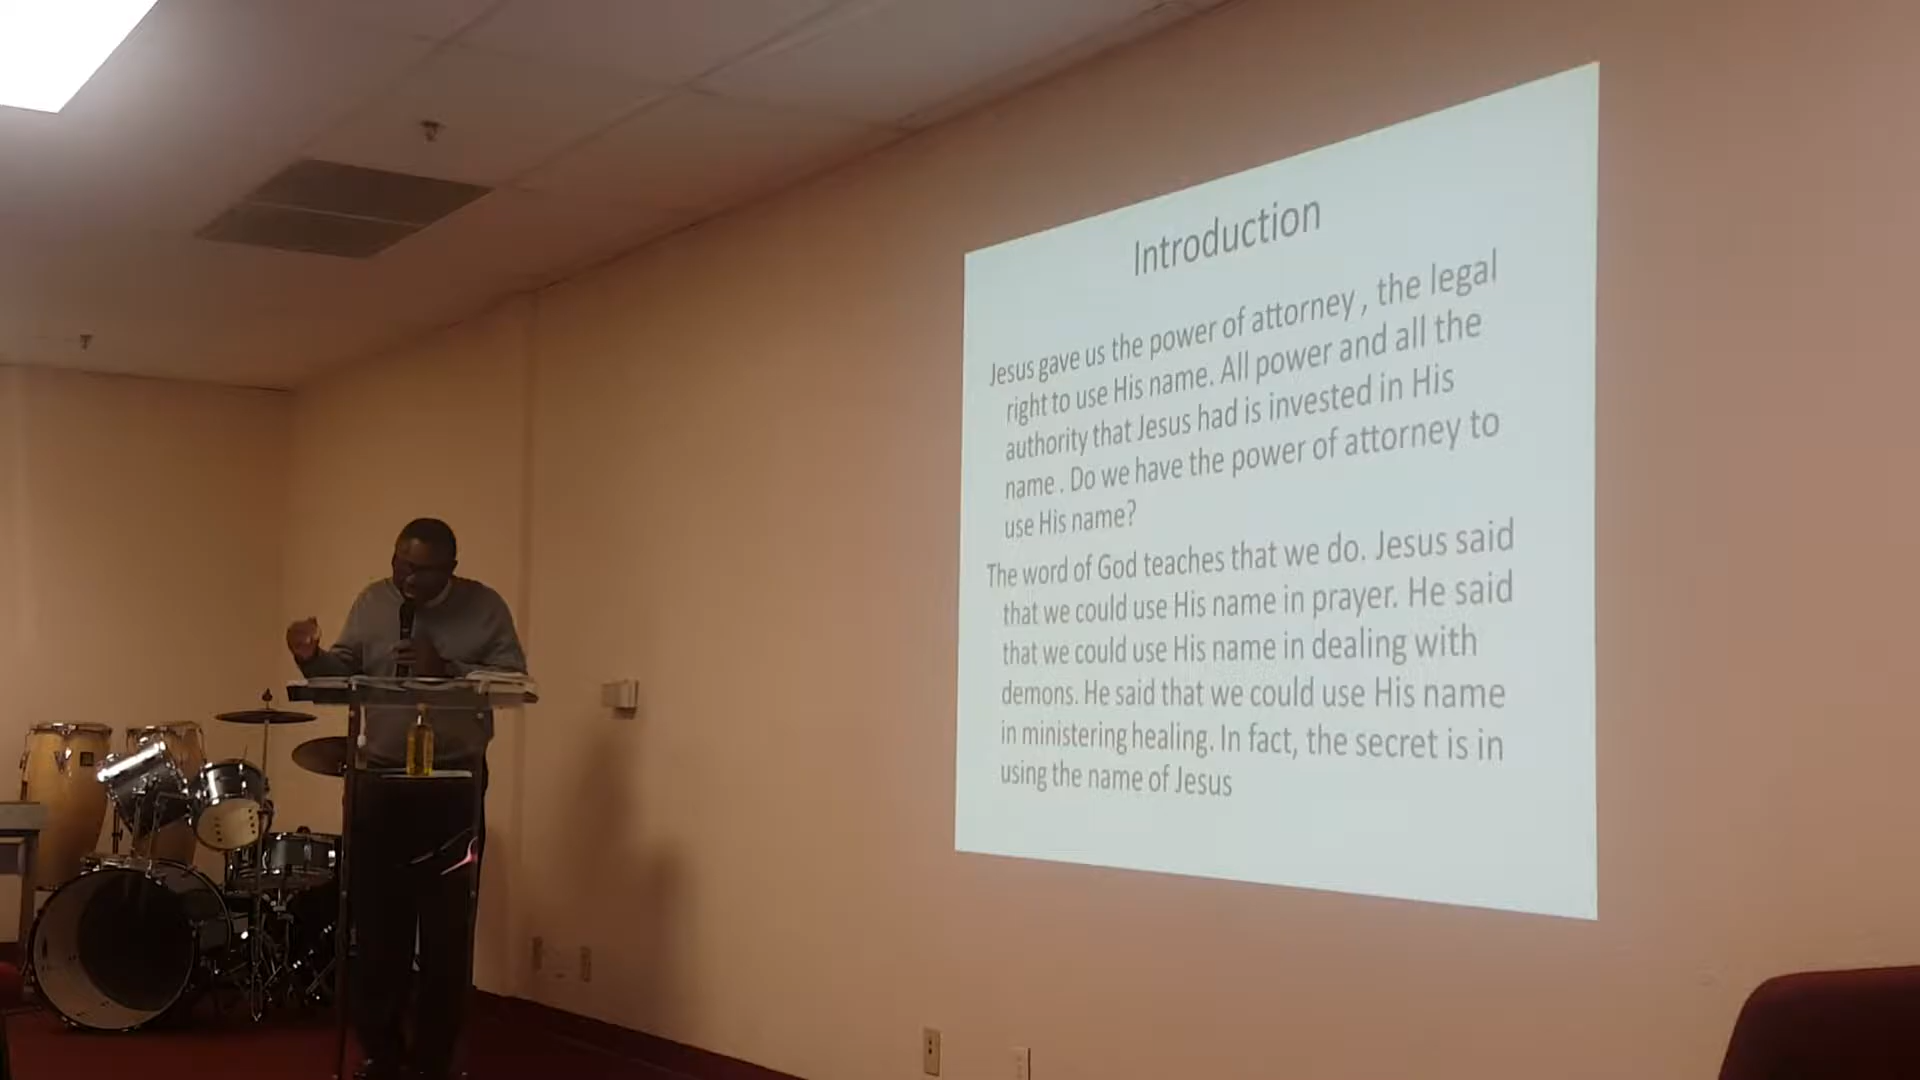 Introduction
Jesus gave us the power of attorney , the legal
right to use His name. All power and all the
authority that Jesus had is invested in His
name . Do we have the power of attorney to
use His name?
The word of God teaches that we do. Jesus said
that we could use His name in prayer. He said
that we could use His name in dealing with
demons. He said that we could use His name
in ministering healing. In fact, the secret is in
using the name of Jesus